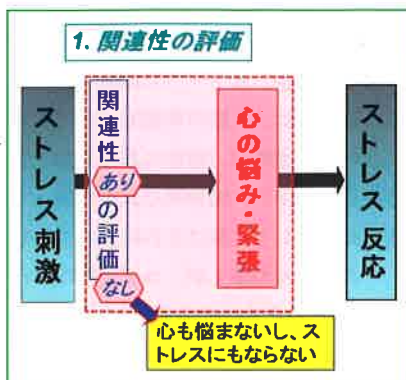 1. 関連性の評価
ストレス刺激
関連性の評価
あり
なし
心の悩み・緊張
ストレス反応
心も悩まないし、ス
トレスにもならない